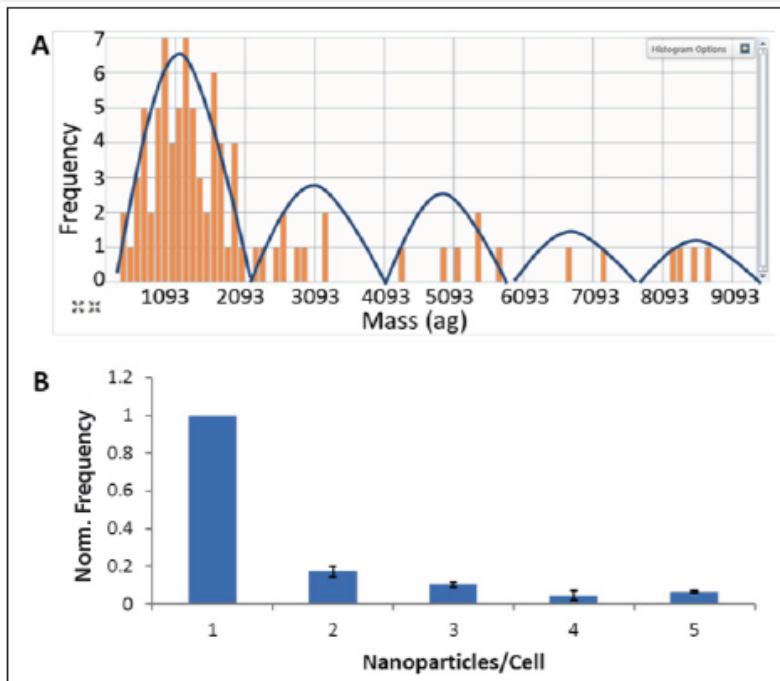 A
Histogram Options
7
6
5
4
3
2
1
0
Frequency
1093 2093 3093 4093 5093 6093 7093 8093 9093
Mass (ag)
B
1.2
1
0.8
0.6
0.4
0.2
0
Norm. Frequency
1 2 3 4 5
Nanoparticles/Cell